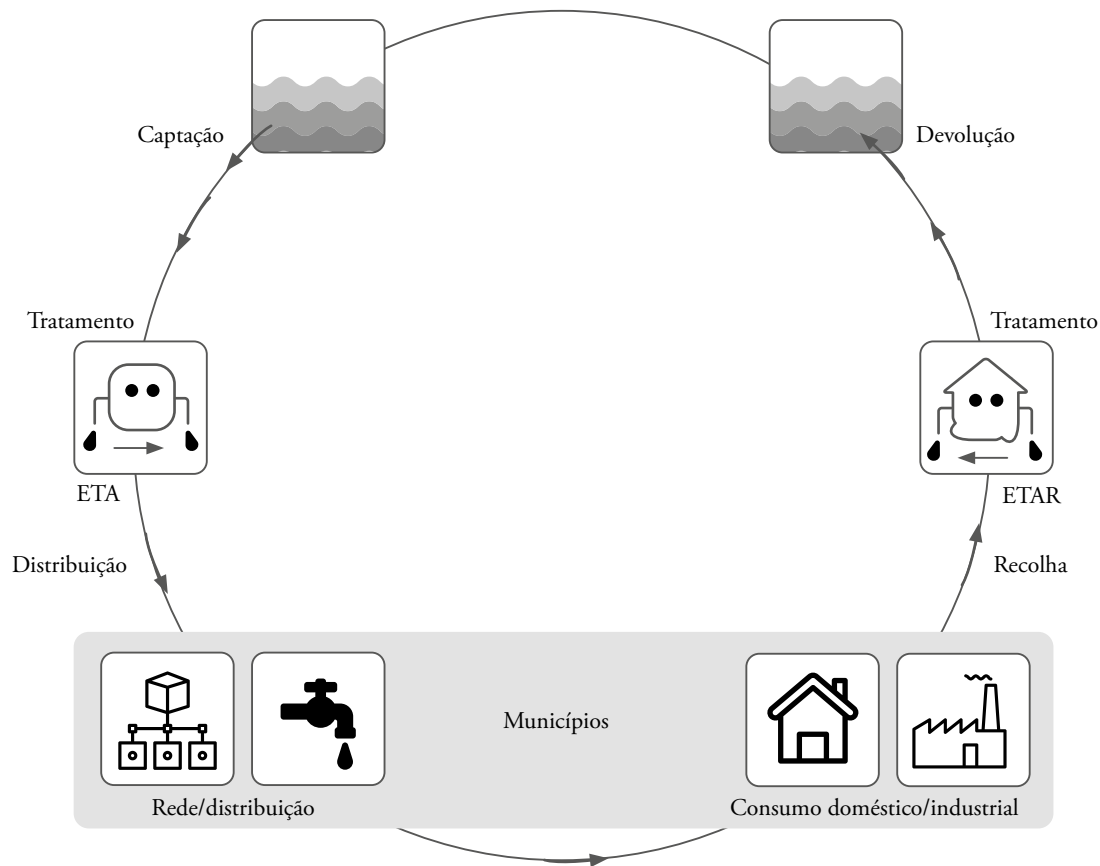 Captação
Devolução
Tratamento
Tratamento
ETA
ETAR
Distribuição
Recolha
Municípios
Rede/distribuição
Consumo doméstico/industrial